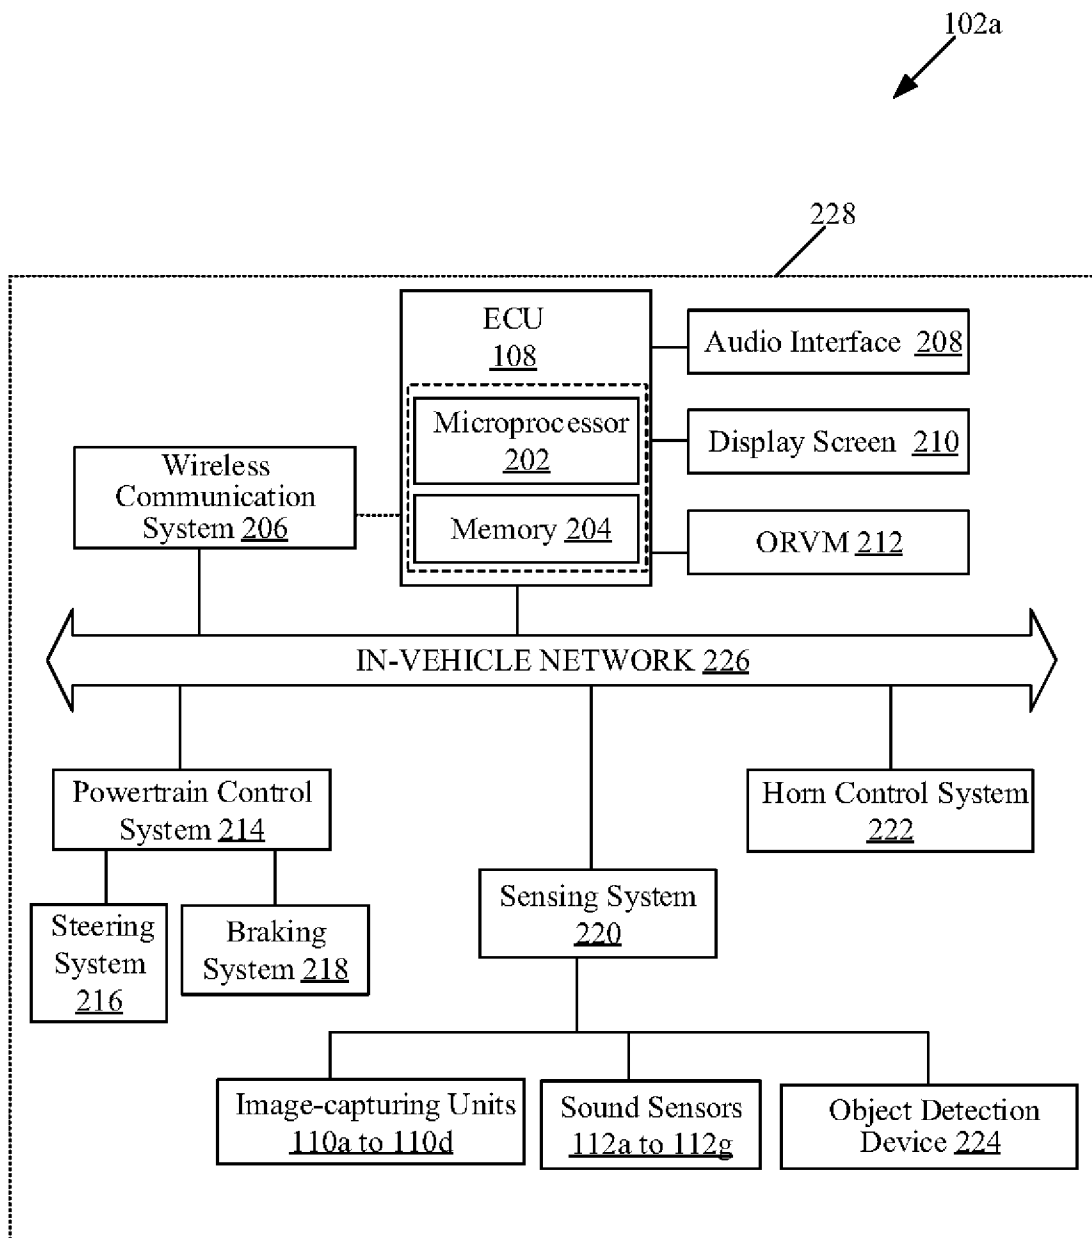 102a
228
ECU
108
Audio Interface 208
Microprocessor
202
Display Screen 210
Wireless
Communication
System 206
Memory 204
ORVM 212
IN-VEHICLE NETWORK 226
Powertrain Control
System 214
Horn Control System
222
Steering
System
216
Braking
System 218
Sensing System
220
Image-capturing Units
110a to 110d
Sound Sensors
112a to 112g
Object Detection
Device 224